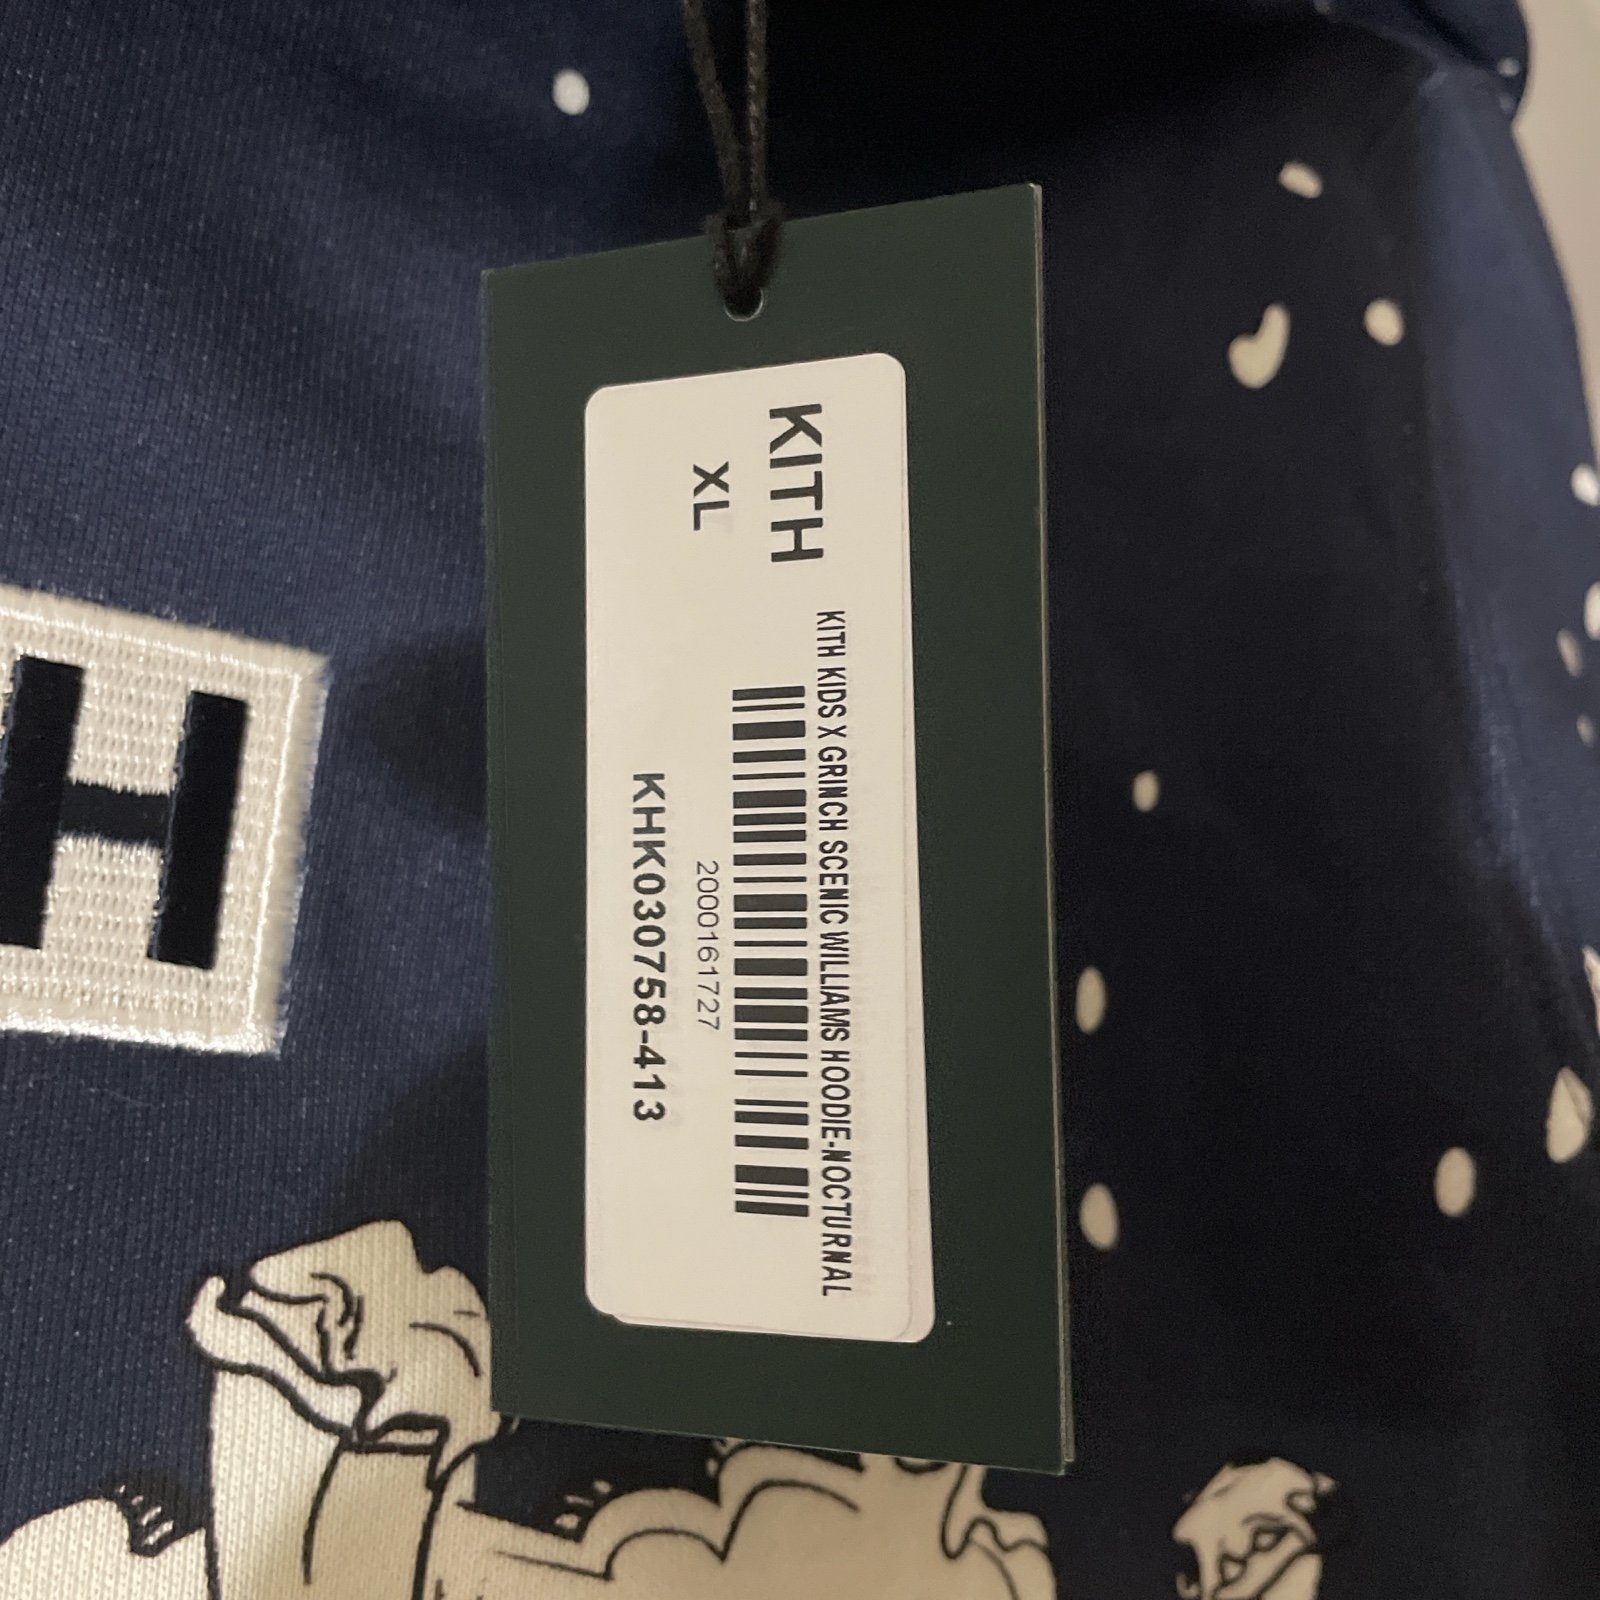 KITH
XL
KITH KIDS X GRINCH SCENIC WILLIAMS HOODIE-NOCTURNAL
2000161727
KHK030758-413
H